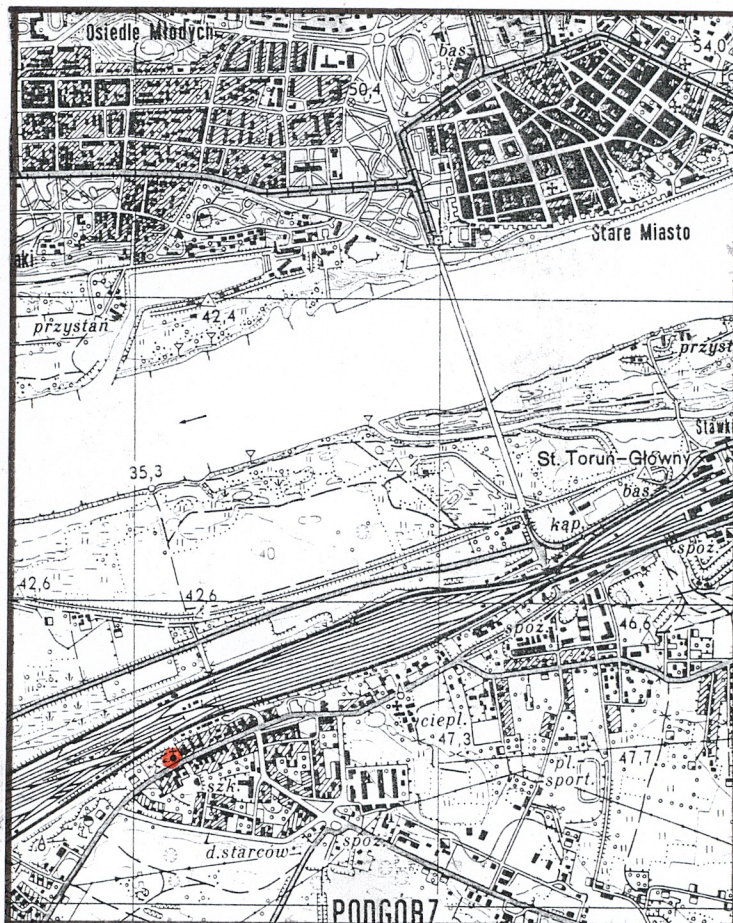 Osiedle Młodych
bas.
54,0
50,4
Stare Miasto
aki
przystań
42,4
przyst
Stawki
35,3
St. Toruń-Główny
bas.
kąp.
spoż.
40
42,6
42,6
spoż.
46,6
ciepl.
47,3
47,7
pl.
sport.
szk.
d.starców
spoż.
PODGÓRZ